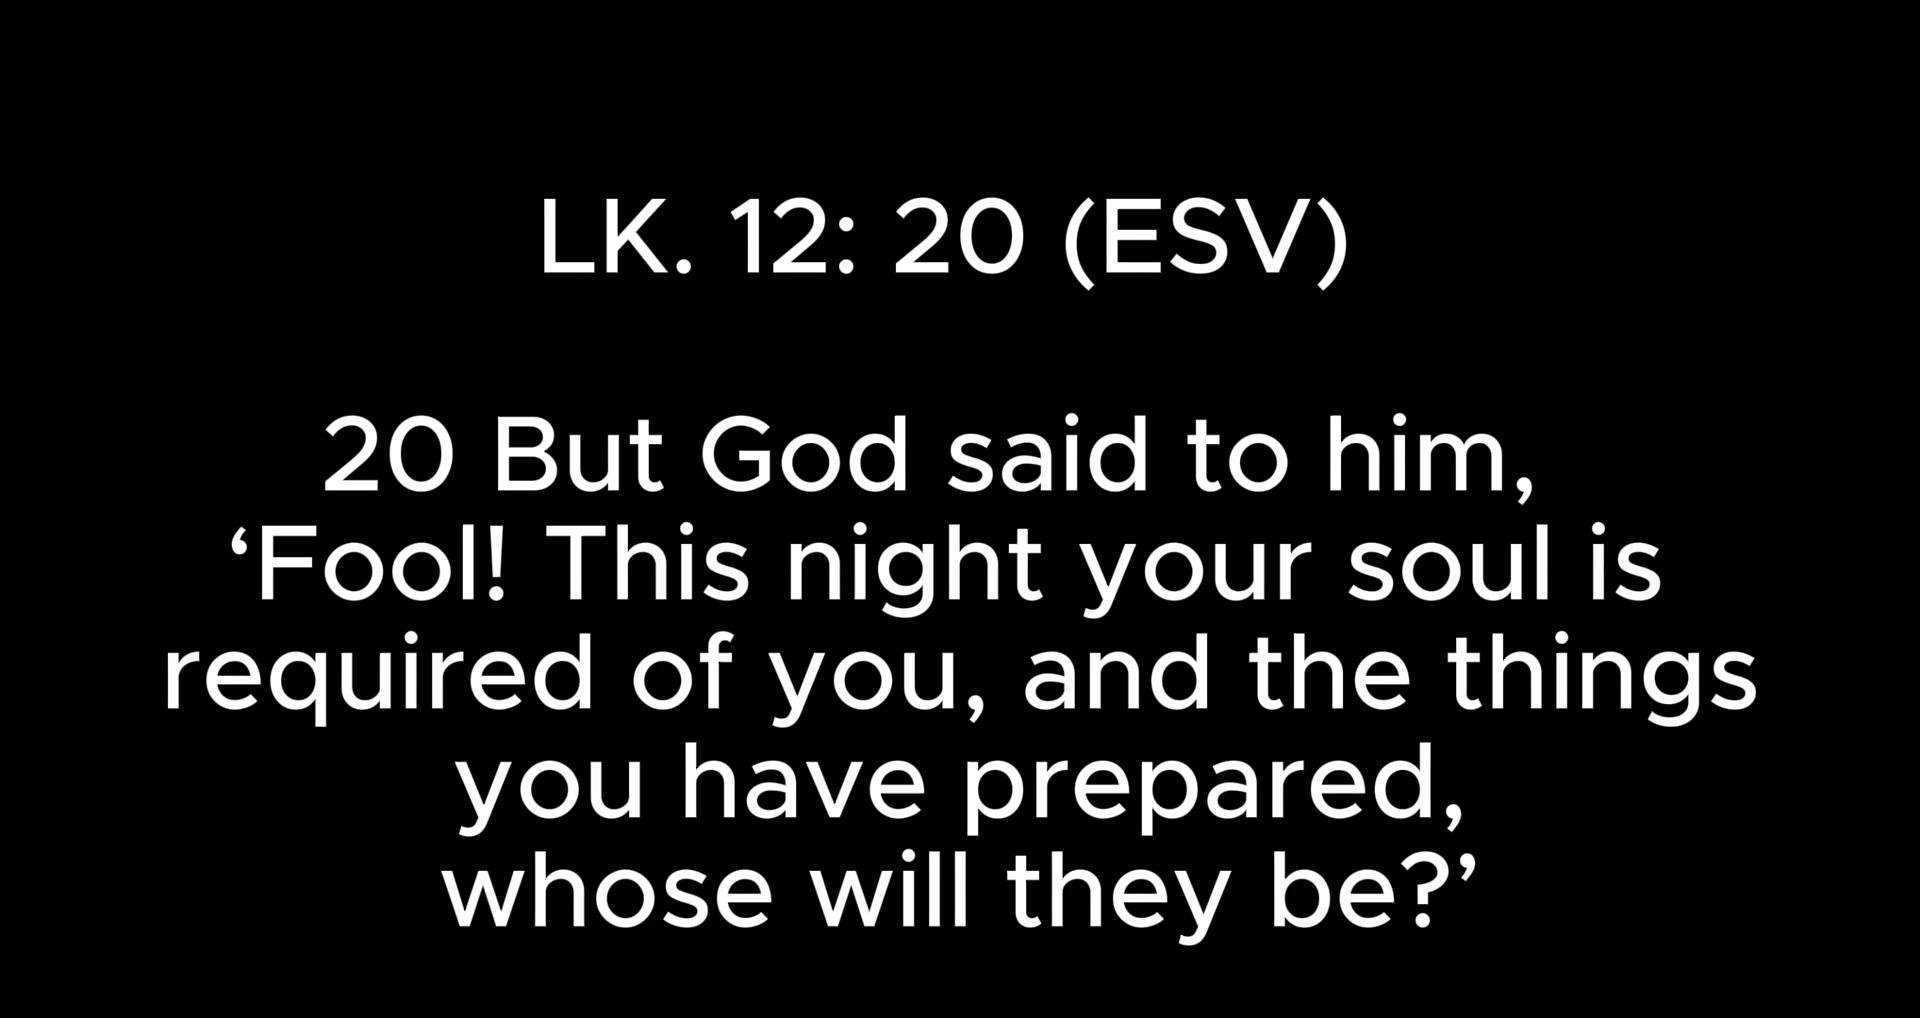 LK. 12: 20 (ESV)
20 But God said to him,
‘Fool! This night your soul is
required of you, and the things
you have prepared,
whose will they be?’